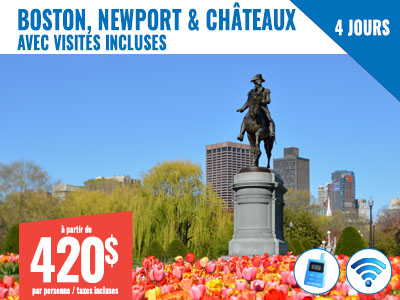 BOSTON, NEWPORT & CHÂTEAUX
AVEC VISITES INCLUSES
4 JOURS
à partir de
420$
par personne / taxes incluses